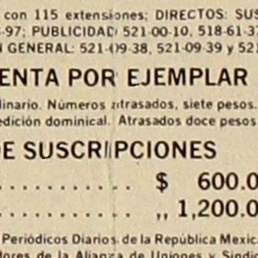 con 115 extensiones; DIRECTOS: SUS
-97; PUBLICIDAD 521-00-10, 518-61-37
N GENERAL: 521-09-38, 521-09-39 y 521
ENTA POR EJEMPLAR
dinario. Números atrasados, siete pesos.
edición dominical. Atrasados doce pesos.
DE SUSCRIPCIONES
$ 600.0
,, 1,200.0
Periódicos Diarios de la República Mexica
ores de la Alianza de Uniones y Sindic